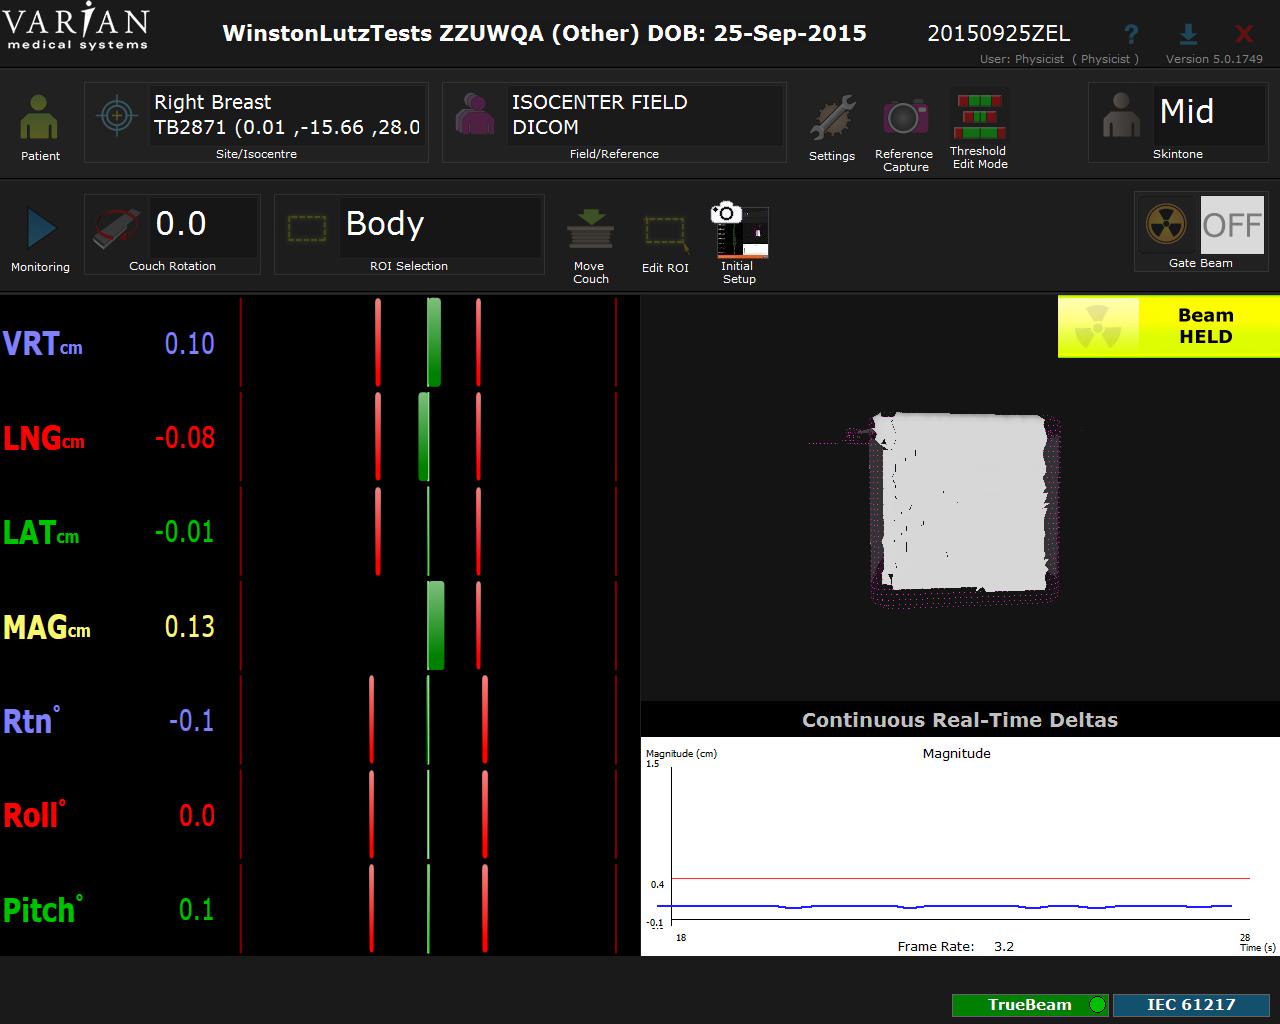 VARIAN
medical systems
WinstonLutzTests ZZUWQA (Other) DOB: 25-Sep-2015
20150925ZEL
?
User: Physicist ( Physicist )
Version 5.0.1749
Patient
Right Breast
TB2871 (0.01 ,-15.66 ,28.0
Site/Isocentre
ISOCENTER FIELD
DICOM
Field/Reference
Settings
Reference
Capture
Threshold
Edit Mode
Mid
Skintone
Monitoring
0.0
Couch Rotation
Body
ROI Selection
Move
Couch
Edit ROI
Initial
Setup
OFF
Gate Beam
VRTcm 0.10
LNGcm -0.08
LATcm -0.01
MAGcm 0.13
Rtn° -0.1
Roll° 0.0
Pitch° 0.1
Beam
HELD
Continuous Real-Time Deltas
Magnitude (cm)
Magnitude
1.5
0.4
-0.1
18
28
Frame Rate: 3.2
Time (s)
TrueBeam
IEC 61217